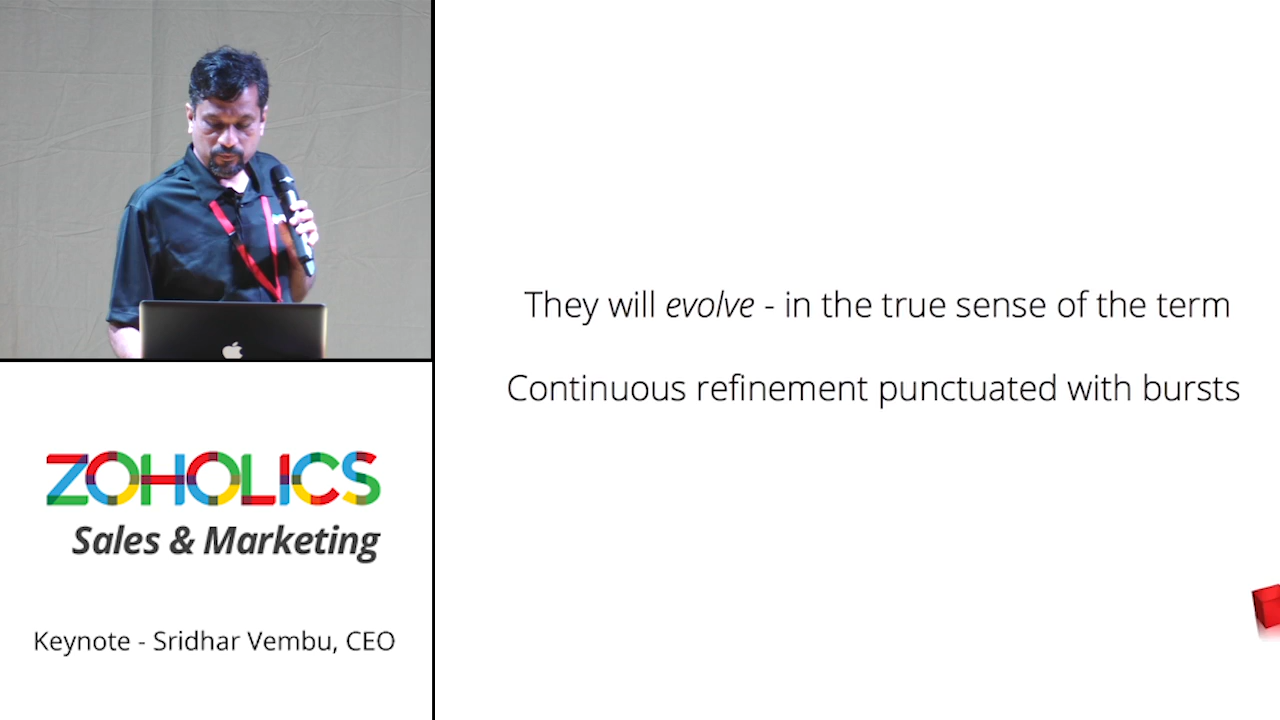 ZOHOLICS
Sales & Marketing
Keynote - Sridhar Vembu, CEO
They will evolve - in the true sense of the term
Continuous refinement punctuated with bursts